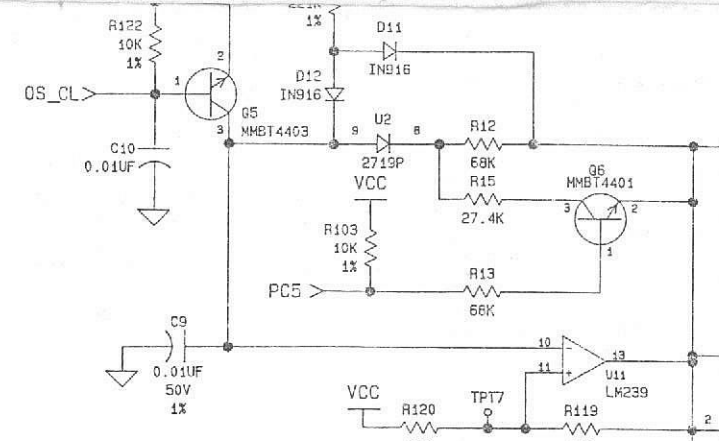 1%
R122
10K
1%
D11
IN916
2
D12
IN916
1
OS_CL
Q5
MMBT4403
3
9
U2
8
2719P
R12
68K
C10
0.01UF
VCC
R15
27.4K
Q6
MMBT4401
3
2
1
R103
10K
1%
PC5
R13
68K
C9
0.01UF
50V
1%
10
11
13
U11
LM239
VCC
R120
TPT7
R119
2